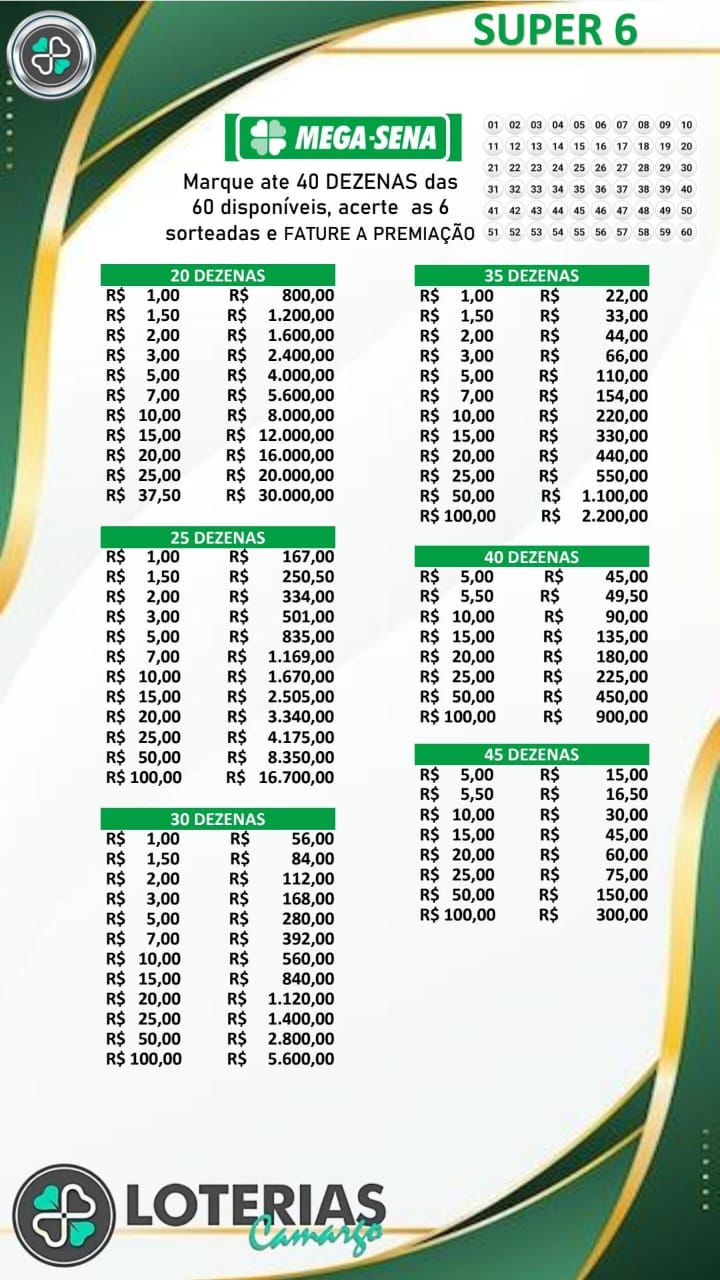 SUPER 6
MEGA-SENA
Marque ate 40 DEZENAS das
60 disponíveis, acerte as 6
sorteadas e FATURE A PREMIAÇÃO
01 02 03 04 05 06 07 08 09 10
11 12 13 14 15 16 17 18 19 20
21 22 23 24 25 26 27 28 29 30
31 32 33 34 35 36 37 38 39 40
41 42 43 44 45 46 47 48 49 50
51 52 53 54 55 56 57 58 59 60
20 DEZENAS
R$ 1,00 R$ 800,00
R$ 1,50 R$ 1.200,00
R$ 2,00 R$ 1.600,00
R$ 3,00 R$ 2.400,00
R$ 5,00 R$ 4.000,00
R$ 7,00 R$ 5.600,00
R$ 10,00 R$ 8.000,00
R$ 15,00 R$ 12.000,00
R$ 20,00 R$ 16.000,00
R$ 25,00 R$ 20.000,00
R$ 37,50 R$ 30.000,00
25 DEZENAS
R$ 1,00 R$ 167,00
R$ 1,50 R$ 250,50
R$ 2,00 R$ 334,00
R$ 3,00 R$ 501,00
R$ 5,00 R$ 835,00
R$ 7,00 R$ 1.169,00
R$ 10,00 R$ 1.670,00
R$ 15,00 R$ 2.505,00
R$ 20,00 R$ 3.340,00
R$ 25,00 R$ 4.175,00
R$ 50,00 R$ 8.350,00
R$ 100,00 R$ 16.700,00
30 DEZENAS
R$ 1,00 R$ 56,00
R$ 1,50 R$ 84,00
R$ 2,00 R$ 112,00
R$ 3,00 R$ 168,00
R$ 5,00 R$ 280,00
R$ 7,00 R$ 392,00
R$ 10,00 R$ 560,00
R$ 15,00 R$ 840,00
R$ 20,00 R$ 1.120,00
R$ 25,00 R$ 1.400,00
R$ 50,00 R$ 2.800,00
R$ 100,00 R$ 5.600,00
35 DEZENAS
R$ 1,00 R$ 22,00
R$ 1,50 R$ 33,00
R$ 2,00 R$ 44,00
R$ 3,00 R$ 66,00
R$ 5,00 R$ 110,00
R$ 7,00 R$ 154,00
R$ 10,00 R$ 220,00
R$ 15,00 R$ 330,00
R$ 20,00 R$ 440,00
R$ 25,00 R$ 550,00
R$ 50,00 R$ 1.100,00
R$ 100,00 R$ 2.200,00
40 DEZENAS
R$ 5,00 R$ 45,00
R$ 5,50 R$ 49,50
R$ 10,00 R$ 90,00
R$ 15,00 R$ 135,00
R$ 20,00 R$ 180,00
R$ 25,00 R$ 225,00
R$ 50,00 R$ 450,00
R$ 100,00 R$ 900,00
45 DEZENAS
R$ 5,00 R$ 15,00
R$ 5,50 R$ 16,50
R$ 10,00 R$ 30,00
R$ 15,00 R$ 45,00
R$ 20,00 R$ 60,00
R$ 25,00 R$ 75,00
R$ 50,00 R$ 150,00
R$ 100,00 R$ 300,00
LOTERIAS
Camargo